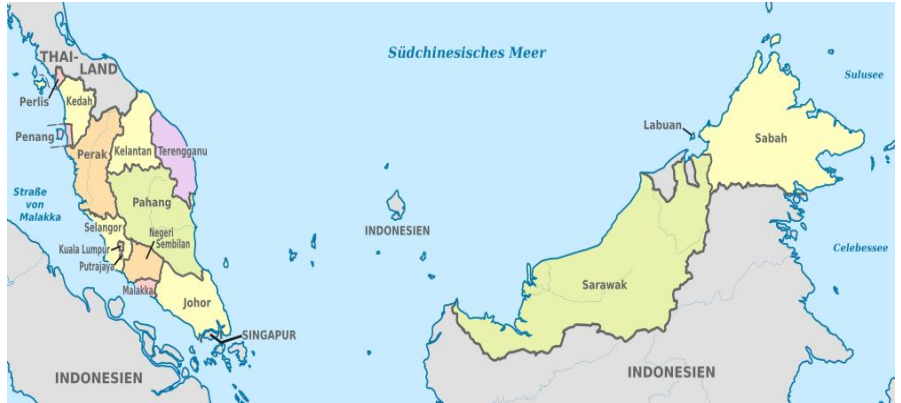 Südchinesisches Meer
THAI-
LAND
Sulusee
Perlis
Kedah
Labuan
Penang
Sabah
Perak
Kelantan
Terengganu
Straße
von
Malakka
Pahang
INDONESIEN
Selangor
Negeri
Sembilan
Kuala Lumpur
Celebessee
Putrajaya
Malakka
Sarawak
Johor
SINGAPUR
INDONESIEN
INDONESIEN